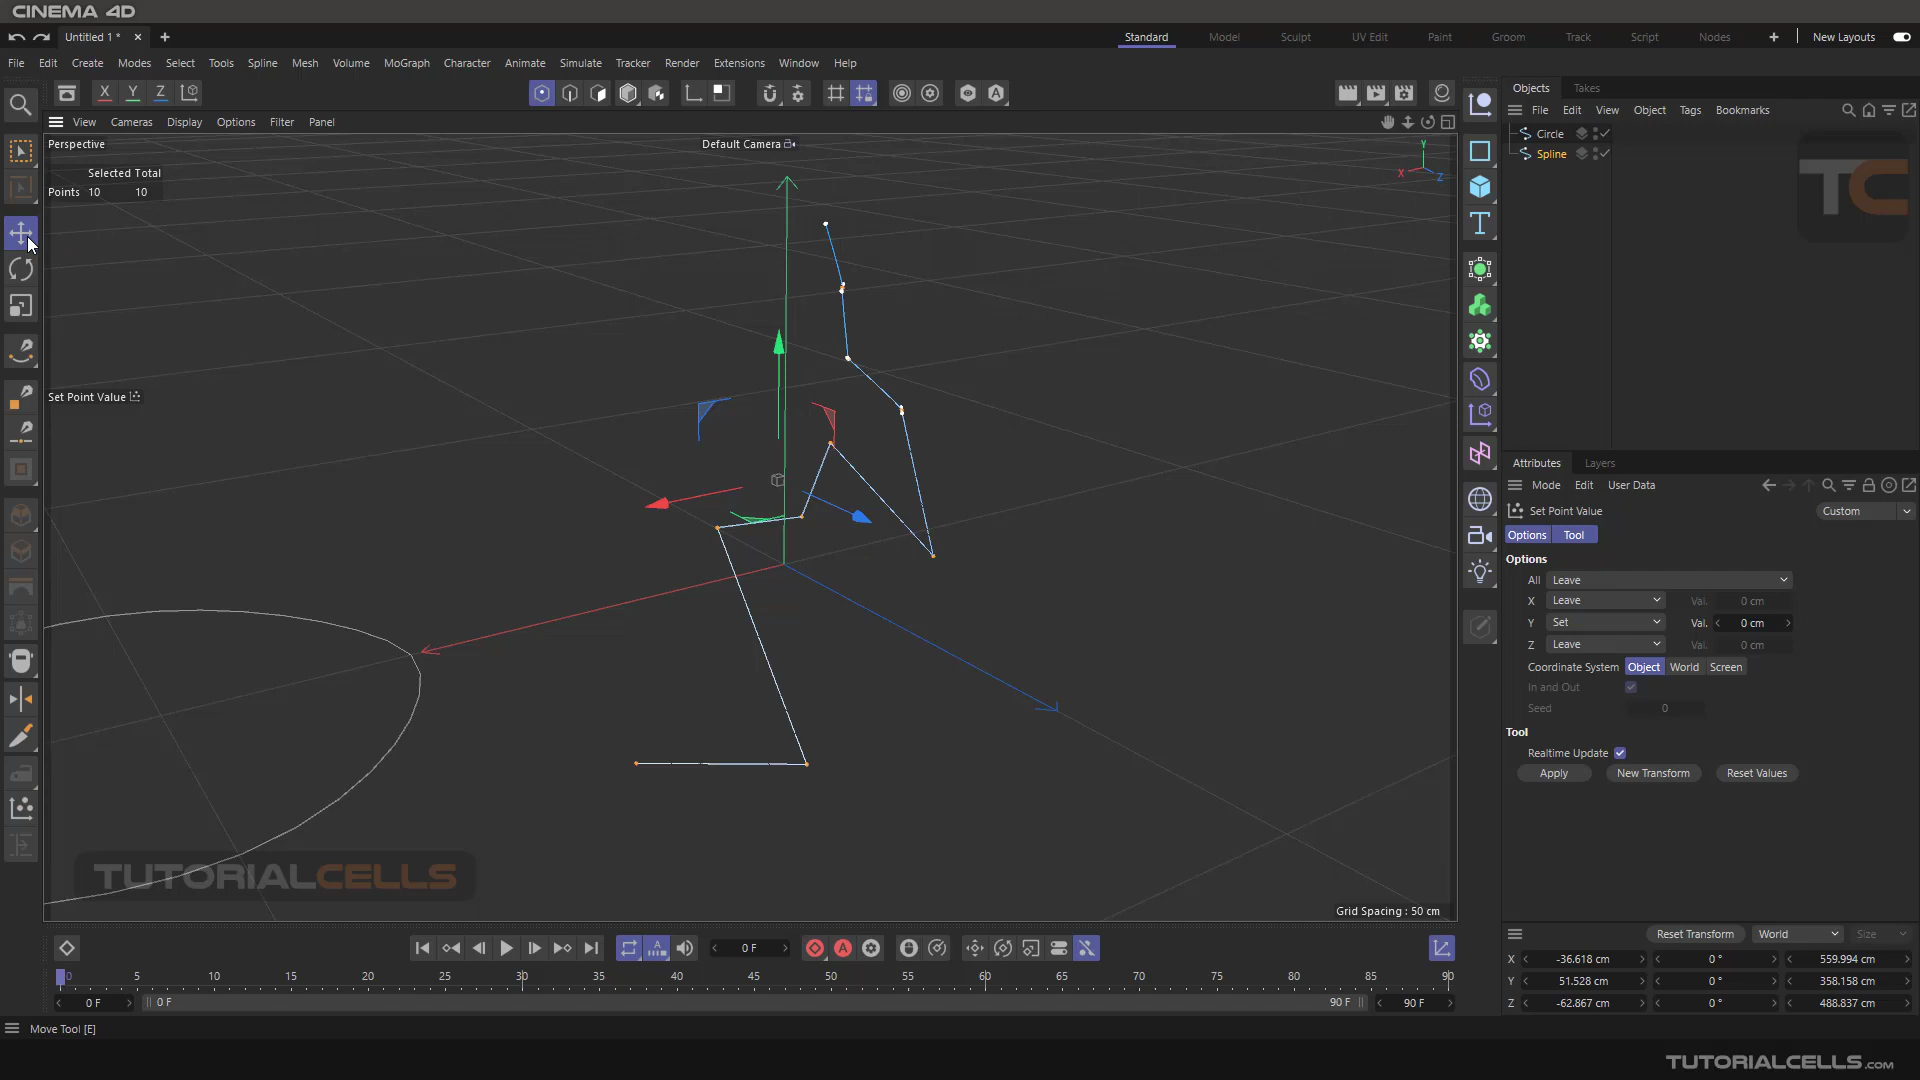 CINEMA 4D
Untitled 1 *
Standard Model Sculpt UV Edit Paint Groom Track Script Nodes New Layouts
File Edit Create Modes Select Tools Spline Mesh Volume MoGraph Character Animate Simulate Tracker Render Extensions Window Help
X Y Z
View Cameras Display Options Filter Panel
Perspective
Default Camera
Selected Total
Points 10 10
Set Point Value
Y
X
Z
TUTORIALCELLS
Grid Spacing : 50 cm
Objects Takes
File Edit View Object Tags Bookmarks
Circle
Spline
TC
Attributes Layers
Mode Edit User Data
Set Point Value Custom
Options Tool
Options
All Leave
X Leave Val. 0 cm
Y Set Val. 0 cm
Z Leave Val. 0 cm
Coordinate System Object World Screen
In and Out
Seed 0
Tool
Realtime Update
Apply New Transform Reset Values
Reset Transform World Size
X -36.618 cm 0 ° 559.994 cm
Y 51.528 cm 0 ° 358.158 cm
Z -62.867 cm 0 ° 488.837 cm
0 F
0 5 10 15 20 25 30 35 40 45 50 55 60 65 70 75 80 85 90
0 F 0 F 90 F 90 F
Move Tool [E]
TUTORIALCELLS.com